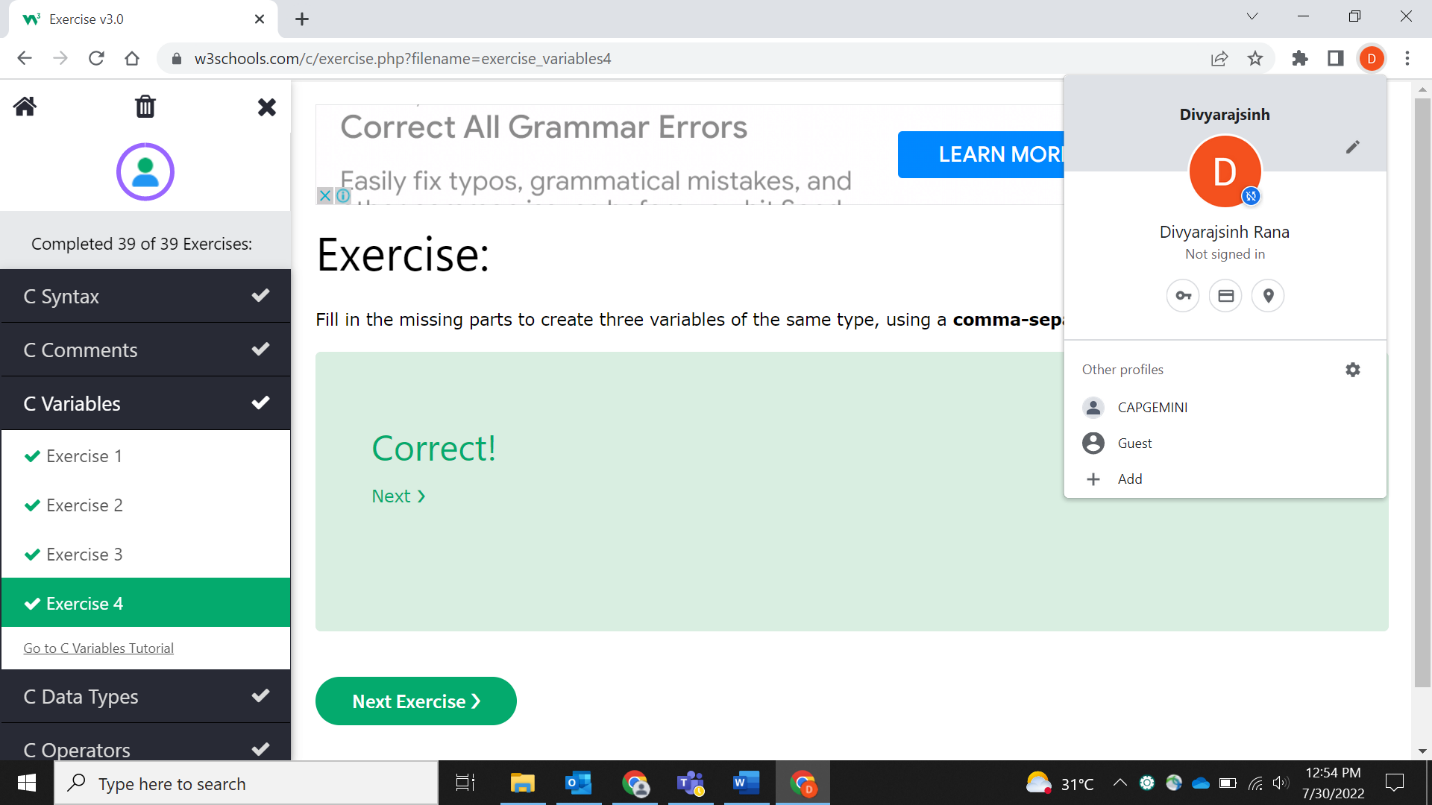 Exercise v3.0
w3schools.com/c/exercise.php?filename=exercise_variables4
D
Completed 39 of 39 Exercises:
C Syntax
C Comments
C Variables
Exercise 1
Exercise 2
Exercise 3
Exercise 4
Go to C Variables Tutorial
C Data Types
C Operators
Correct All Grammar Errors
Easily fix typos, grammatical mistakes, and
LEARN MOR
Exercise:
Fill in the missing parts to create three variables of the same type, using a comma-sep
Correct!
Next ❯
Next Exercise ❯
Divyarajsinh
D
Divyarajsinh Rana
Not signed in
Other profiles
CAPGEMINI
Guest
Add
Type here to search
31°C
12:54 PM
7/30/2022